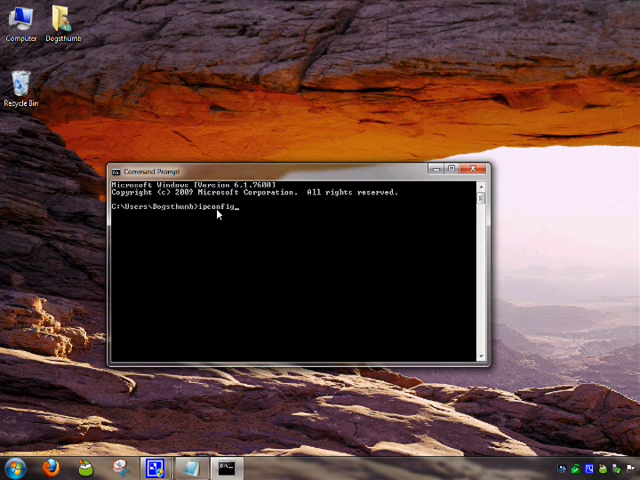 Computer
Dogsthumb
Recycle Bin
Command Prompt
Microsoft Windows [Version 6.1.7600]
Copyright (c) 2009 Microsoft Corporation.  All rights reserved.
C:\Users\Dogsthumb>ipconfig_